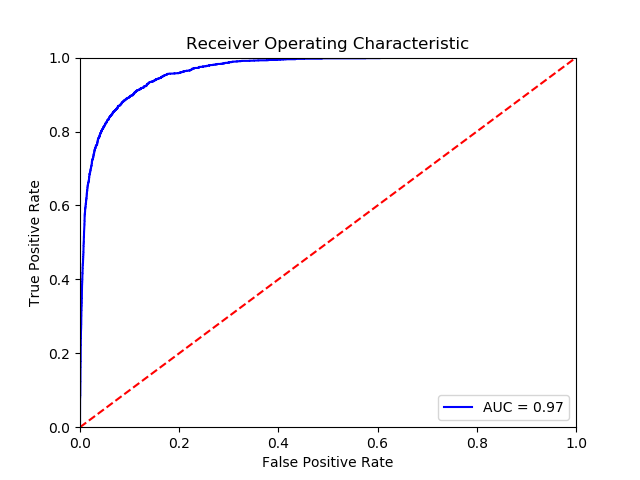 Receiver Operating Characteristic
1.0
0.8
0.6
0.4
0.2
0.0
True Positive Rate
AUC = 0.97
0.0 0.2 0.4 0.6 0.8 1.0
False Positive Rate